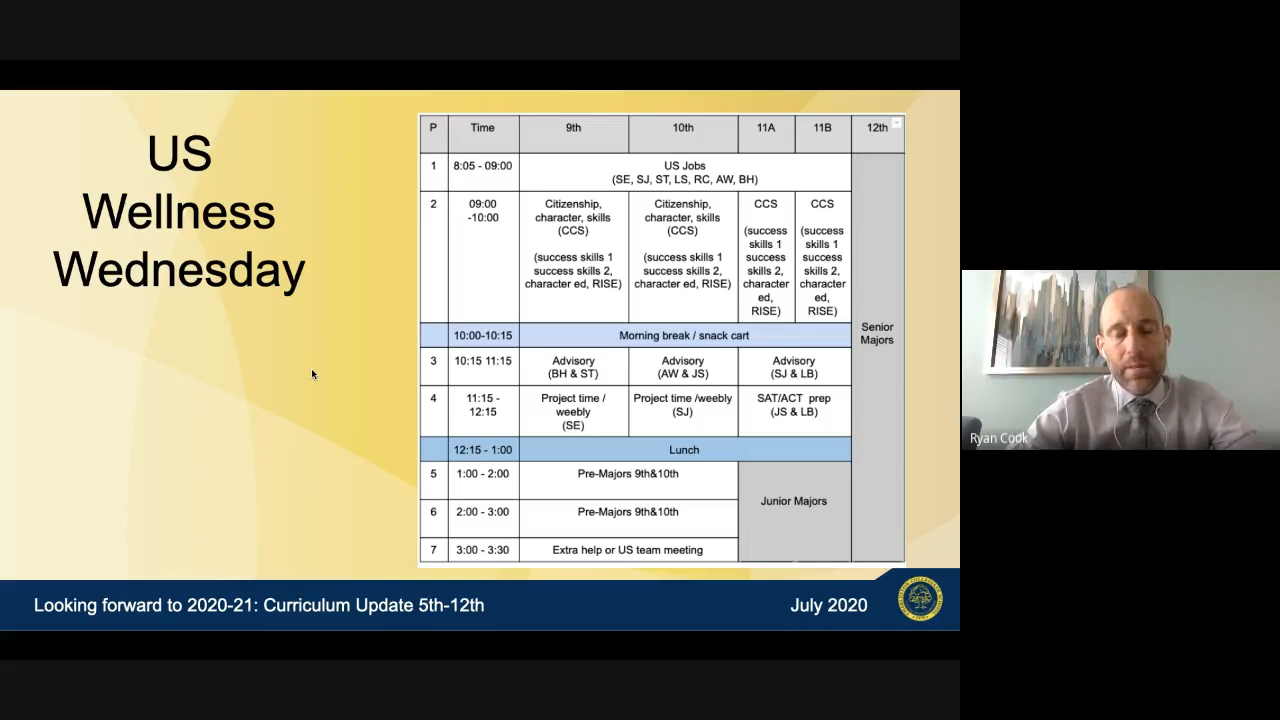 US
Wellness
Wednesday
P Time 9th 10th 11A 11B 12th
1 8:05 - 09:00 US Jobs
(SE, SJ, ST, LS, RC, AW, BH)
2 09:00 Citizenship, Citizenship, CCS CCS
-10:00 character, skills character, skills
(CCS) (CCS) (success (success
skills 1 skills 1
(success skills 1 (success skills 1 success success
success skills 2, success skills 2, skills 2, skills 2,
character ed, RISE) character ed, RISE) character character
ed, ed,
RISE) RISE)
Senior
Majors
10:00-10:15 Morning break / snack cart
3 10:15 11:15 Advisory Advisory Advisory
(BH & ST) (AW & JS) (SJ & LB)
4 11:15 - Project time / Project time /weebly SAT/ACT prep
12:15 weebly (SJ) (JS & LB)
(SE)
12:15 - 1:00 Lunch
5 1:00 - 2:00 Pre-Majors 9th&10th
Junior Majors
6 2:00 - 3:00 Pre-Majors 9th&10th
7 3:00 - 3:30 Extra help or US team meeting
Looking forward to 2020-21: Curriculum Update 5th-12th
July 2020
Ryan Cook